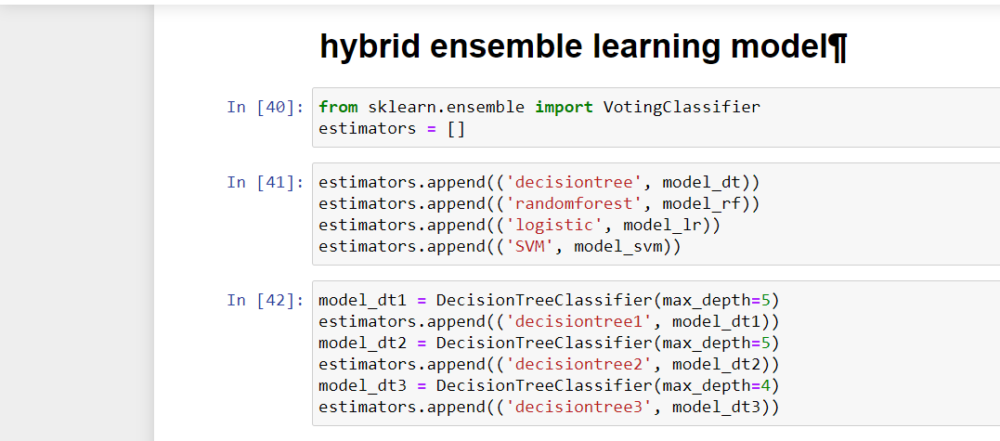 hybrid ensemble learning model¶
In [40]: from sklearn.ensemble import VotingClassifier
estimators = []
In [41]: estimators.append(('decisiontree', model_dt))
estimators.append(('randomforest', model_rf))
estimators.append(('logistic', model_lr))
estimators.append(('SVM', model_svm))
In [42]: model_dt1 = DecisionTreeClassifier(max_depth=5)
estimators.append(('decisiontree1', model_dt1))
model_dt2 = DecisionTreeClassifier(max_depth=5)
estimators.append(('decisiontree2', model_dt2))
model_dt3 = DecisionTreeClassifier(max_depth=4)
estimators.append(('decisiontree3', model_dt3))